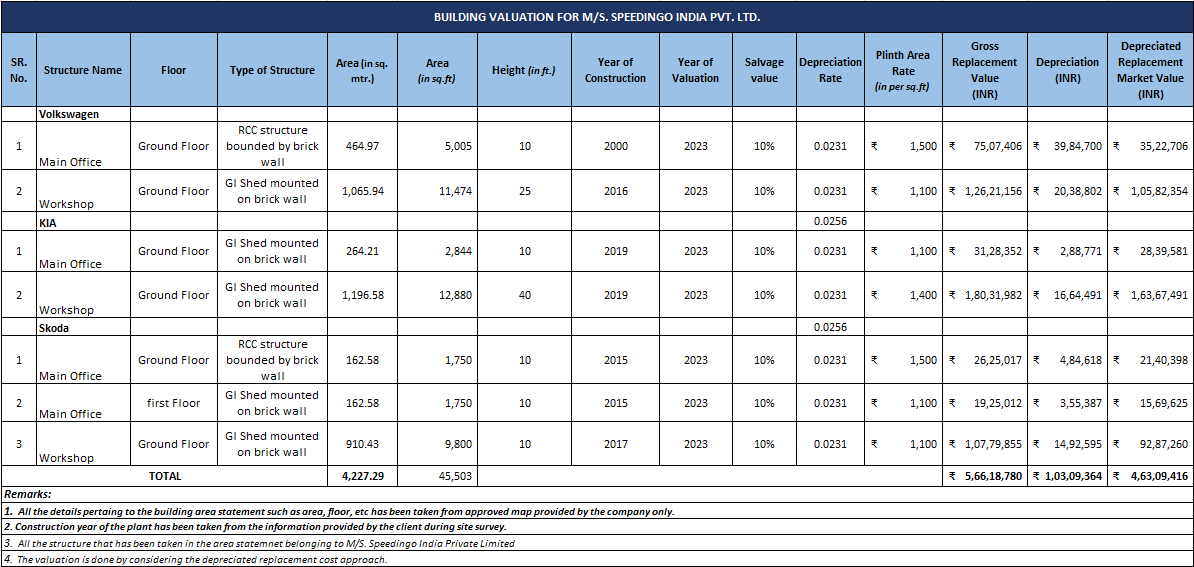 BUILDING VALUATION FOR M/S. SPEEDINGO INDIA PVT. LTD.
SR. No. Structure Name Floor Type of Structure Area (in sq. mtr.) Area (in sq.ft) Height (in ft.) Year of Construction Year of Valuation Salvage value Depreciation Rate Plinth Area Rate (in per sq.ft) Gross Replacement Value (INR) Depreciation (INR) Depreciated Replacement Market Value (INR)
Volkswagen
1 Main Office Ground Floor RCC structure bounded by brick wall 464.97 5,005 10 2000 2023 10% 0.0231 ₹ 1,500 ₹ 75,07,406 ₹ 39,84,700 ₹ 35,22,706
2 Workshop Ground Floor GI Shed mounted on brick wall 1,065.94 11,474 25 2016 2023 10% 0.0231 ₹ 1,100 ₹ 1,26,21,156 ₹ 20,38,802 ₹ 1,05,82,354
KIA 0.0256
1 Main Office Ground Floor GI Shed mounted on brick wall 264.21 2,844 10 2019 2023 10% 0.0231 ₹ 1,100 ₹ 31,28,352 ₹ 2,88,771 ₹ 28,39,581
2 Workshop Ground Floor GI Shed mounted on brick wall 1,196.58 12,880 40 2019 2023 10% 0.0231 ₹ 1,400 ₹ 1,80,31,982 ₹ 16,64,491 ₹ 1,63,67,491
Skoda 0.0256
1 Main Office Ground Floor RCC structure bounded by brick wall 162.58 1,750 10 2015 2023 10% 0.0231 ₹ 1,500 ₹ 26,25,017 ₹ 4,84,618 ₹ 21,40,398
2 Main Office first Floor GI Shed mounted on brick wall 162.58 1,750 10 2015 2023 10% 0.0231 ₹ 1,100 ₹ 19,25,012 ₹ 3,55,387 ₹ 15,69,625
3 Workshop Ground Floor GI Shed mounted on brick wall 910.43 9,800 10 2017 2023 10% 0.0231 ₹ 1,100 ₹ 1,07,79,855 ₹ 14,92,595 ₹ 92,87,260
TOTAL 4,227.29 45,503 ₹ 5,66,18,780 ₹ 1,03,09,364 ₹ 4,63,09,416
Remarks:
1. All the details pertaining to the building area statement such as area, floor, etc has been taken from approved map provided by the company only.
2. Construction year of the plant has been taken from the information provided by the client during site survey.
3. All the structure that has been taken in the area statemnet belonging to M/S. Speedingo India Private Limited
4. The valuation is done by considering the depreciated replacement cost approach.